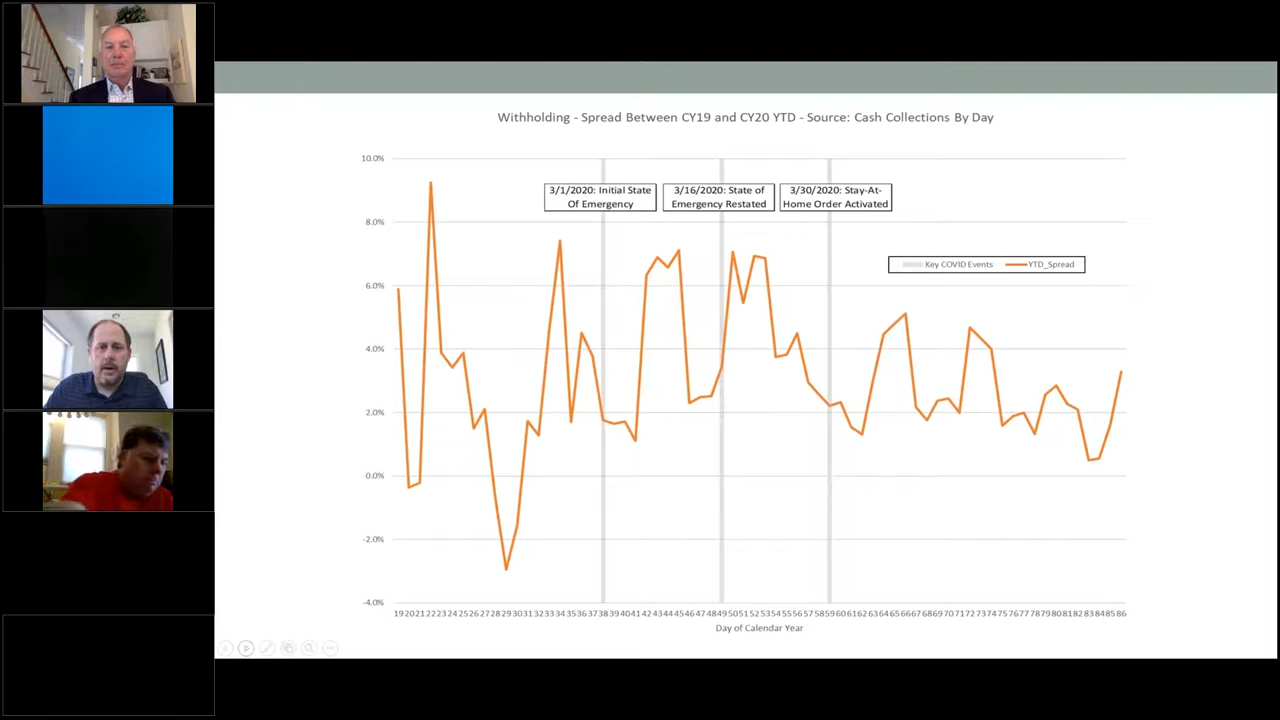 Withholding - Spread Between CY19 and CY20 YTD - Source: Cash Collections By Day
10.0%
3/1/2020: Initial State
Of Emergency
3/16/2020: State of
Emergency Restated
3/30/2020: Stay-At-
Home Order Activated
8.0%
Key COVID Events
YTD_Spread
6.0%
4.0%
2.0%
0.0%
-2.0%
-4.0%
19 20 21 22 23 24 25 26 27 28 29 30 31 32 33 34 35 36 37 38 39 40 41 42 43 44 45 46 47 48 49 50 51 52 53 54 55 56 57 58 59 60 61 62 63 64 65 66 67 68 69 70 71 72 73 74 75 76 77 78 79 80 81 82 83 84 85 86
Day of Calendar Year